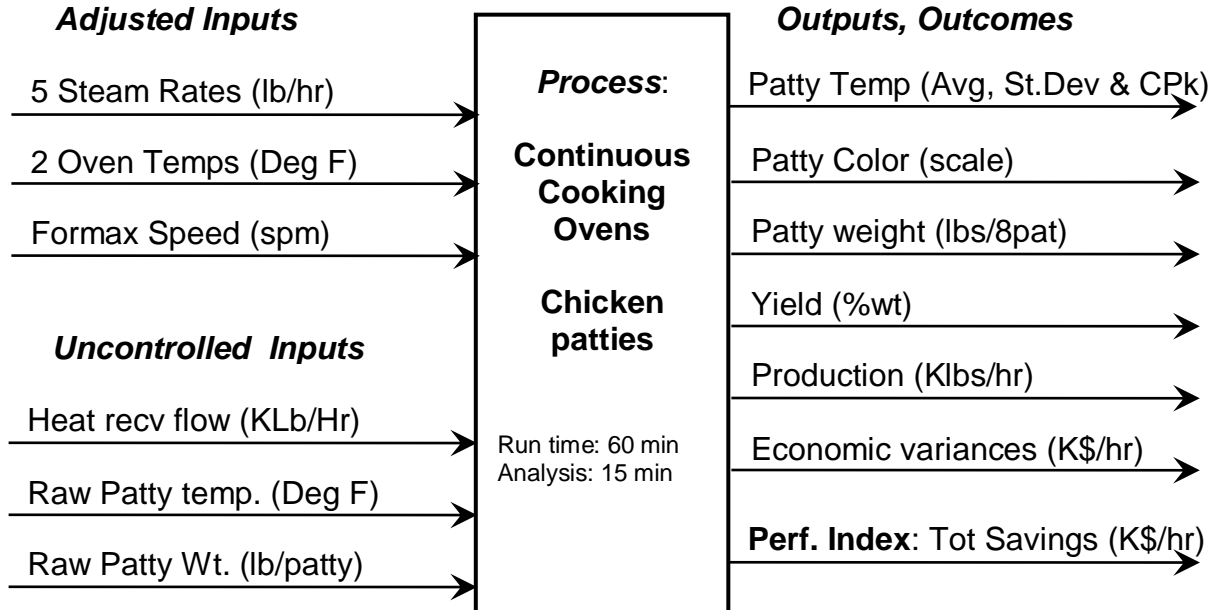 Adjusted Inputs
5 Steam Rates (lb/hr)
2 Oven Temps (Deg F)
Formax Speed (spm)
Uncontrolled Inputs
Heat recv flow (KLb/Hr)
Raw Patty temp. (Deg F)
Raw Patty Wt. (lb/patty)
Process:
Continuous
Cooking
Ovens
Chicken
patties
Run time: 60 min
Analysis: 15 min
Outputs, Outcomes
Patty Temp (Avg, St.Dev & CPk)
Patty Color (scale)
Patty weight (lbs/8pat)
Yield (%wt)
Production (Klbs/hr)
Economic variances (K$/hr)
Perf. Index: Tot Savings (K$/hr)